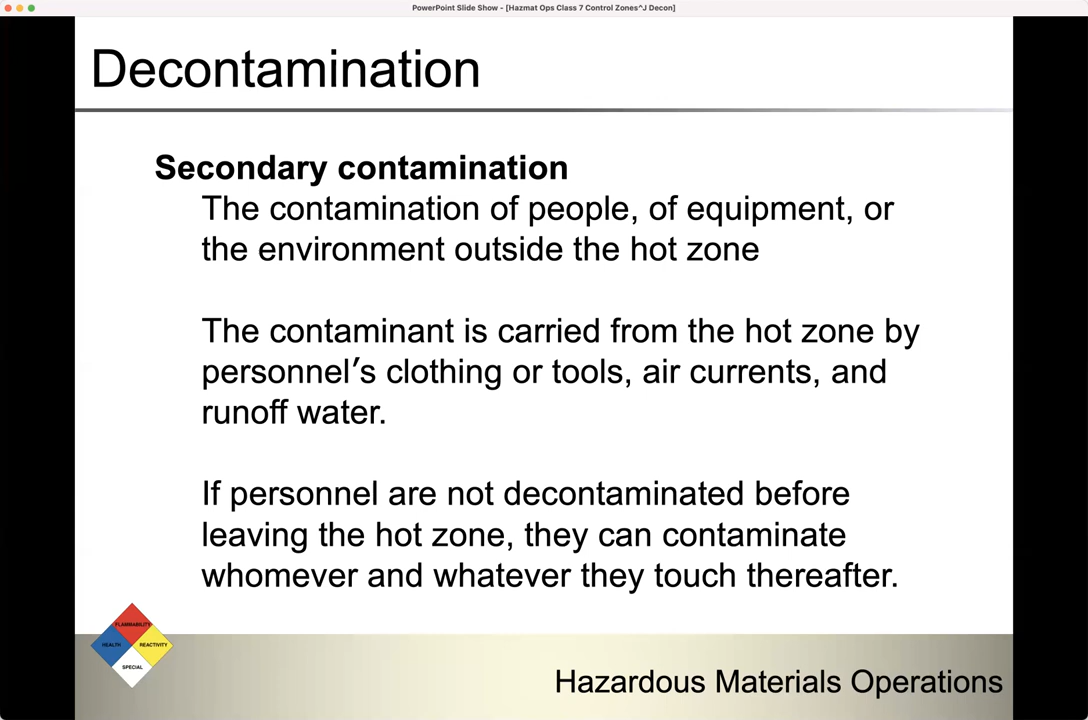 PowerPoint Slide Show - [Hazmat Ops Class 7 Control Zones^J Decon]
Decontamination
Secondary contamination
The contamination of people, of equipment, or
the environment outside the hot zone
The contaminant is carried from the hot zone by
personnel’s clothing or tools, air currents, and
runoff water.
If personnel are not decontaminated before
leaving the hot zone, they can contaminate
whomever and whatever they touch thereafter.
FLAMMABILITY
HEALTH
REACTIVITY
SPECIAL
Hazardous Materials Operations